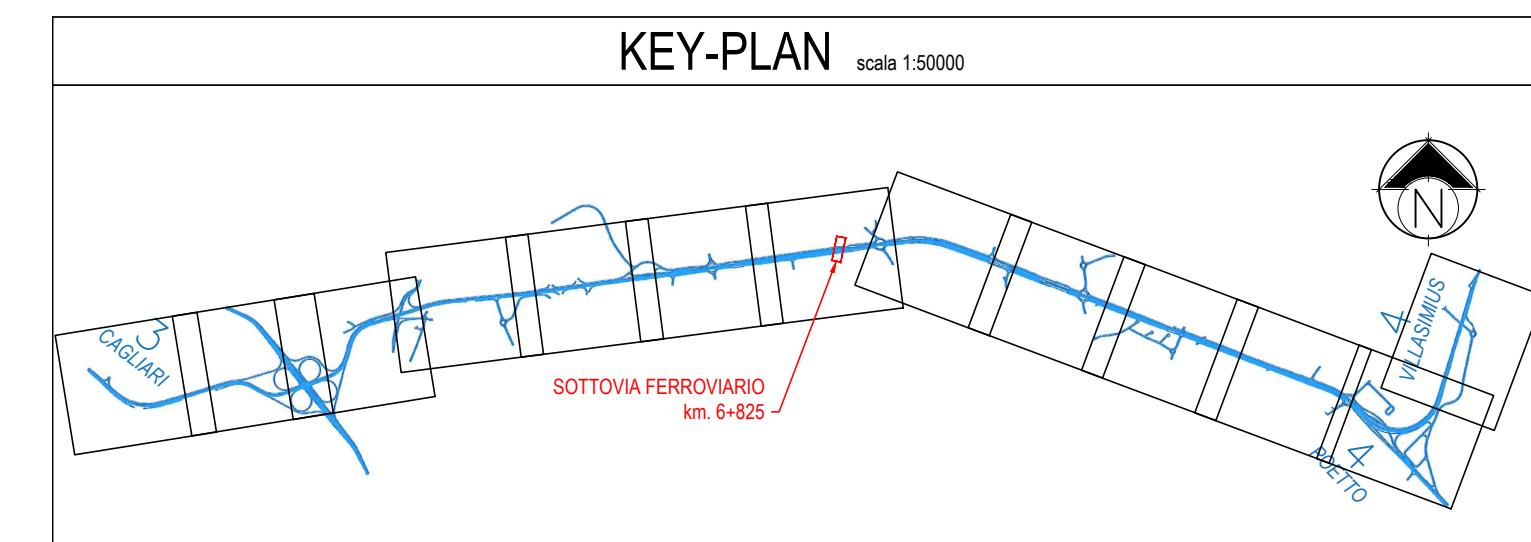 KEY-PLAN scala 1:50000
N
3
CAGLIARI
SOTTOVIA FERROVIARIO
km. 6+825
4
VILLASIMIUS
4
POETTO